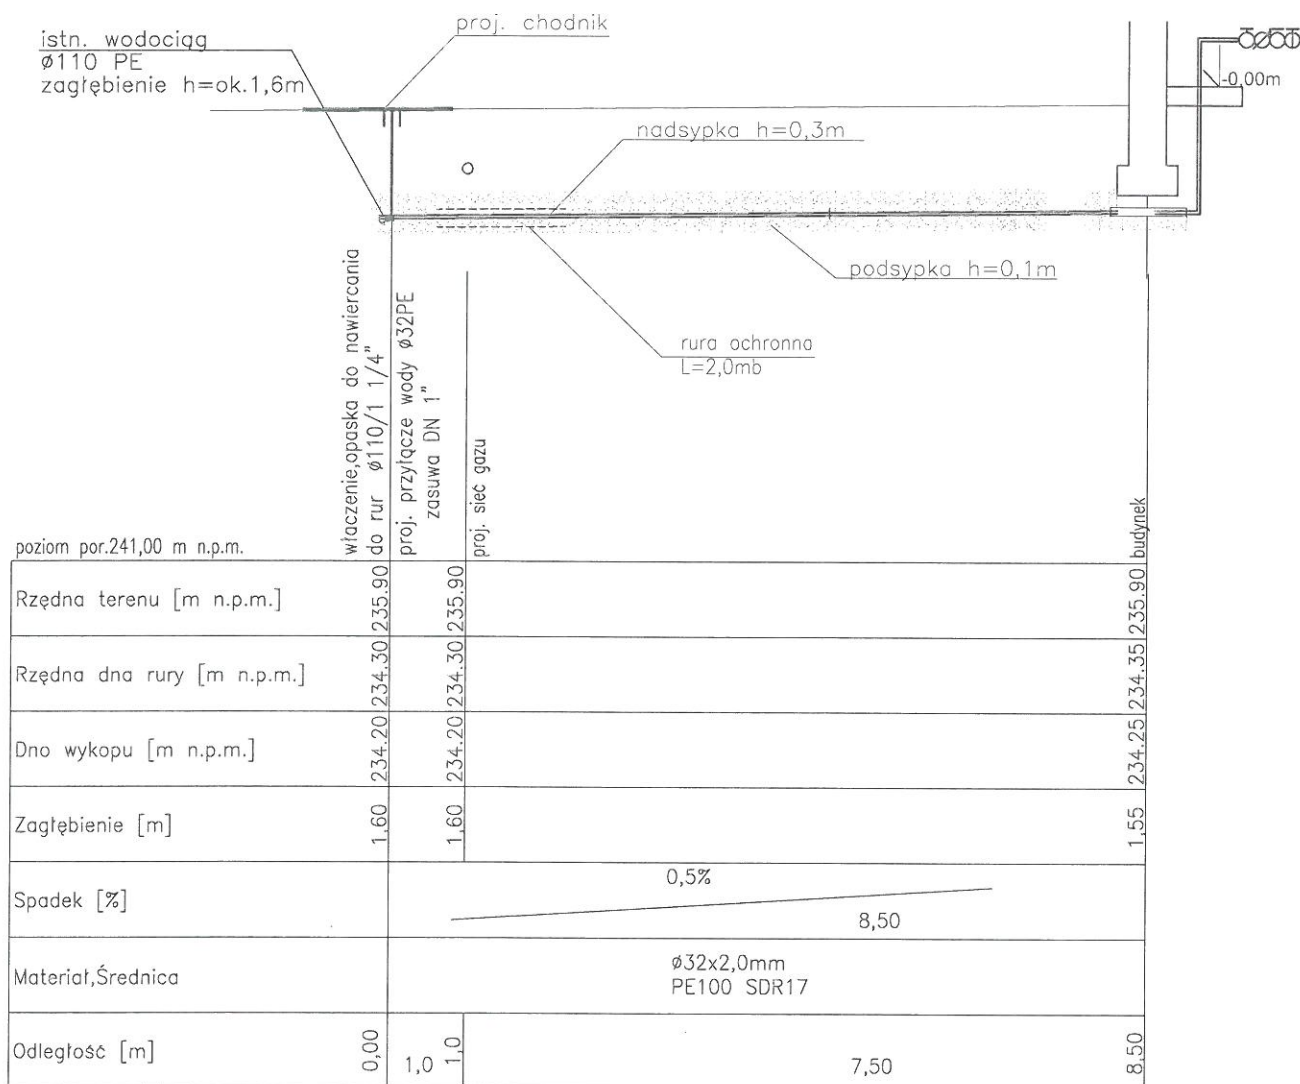 proj. chodnik
istn. wodociąg
ø110 PE
zagłębienie h=ok.1,6m
-0,00m
nadsypka h=0,3m
podsypka h=0,1m
rura ochronna
L=2,0mb
włączenie,opaska do nawiercania
do rur ø110/1 1/4"
proj. przyłącze wody ø32PE
zasuwa DN 1"
proj. sieć gazu
budynek
poziom por.241,00 m n.p.m.
Rzędna terenu [m n.p.m.] 235.90 235.90 235.90
Rzędna dna rury [m n.p.m.] 234.30 234.30 234.35
Dno wykopu [m n.p.m.] 234.20 234.20 234.25
Zagłębienie [m] 1,60 1,60 1,55
Spadek [%] 0,5% 8,50
Materiał,Średnica ø32x2,0mm
PE100 SDR17
Odległość [m] 0,00 1,0 1,0 7,50 8,50